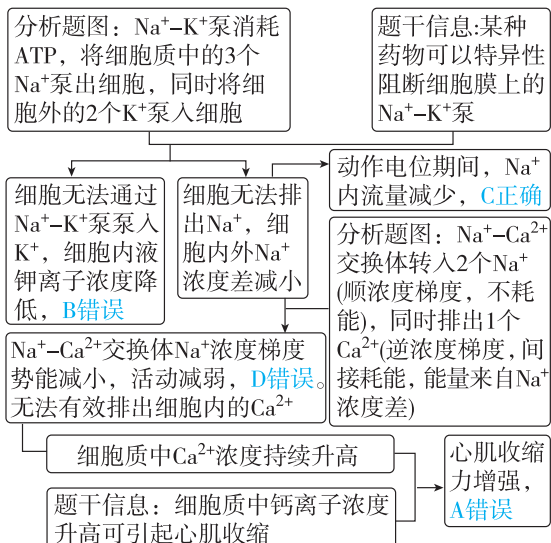 分析题图：Na⁺–K⁺泵消耗
ATP，将细胞质中的3个
Na⁺泵出细胞，同时将细
胞外的2个K⁺泵入细胞
题干信息:某种
药物可以特异性
阻断细胞膜上的
Na⁺–K⁺泵
动作电位期间，Na⁺
内流量减少，C正确
细胞无法通过
Na⁺–K⁺泵泵入
K⁺，细胞内液
钾离子浓度降
低，B错误
细胞无法排
出Na⁺，细
胞内外Na⁺
浓度差减小
分析题图：Na⁺–Ca²⁺
交换体转入2个Na⁺
(顺浓度梯度，不耗
能)，同时排出1个
Ca²⁺(逆浓度梯度，间
接耗能，能量来自Na⁺
浓度差)
Na⁺–Ca²⁺交换体Na⁺浓度梯度
势能减小，活动减弱，D错误。
无法有效排出细胞内的Ca²⁺
细胞质中Ca²⁺浓度持续升高
心肌收缩
力增强，
A错误
题干信息：细胞质中钙离子浓度
升高可引起心肌收缩